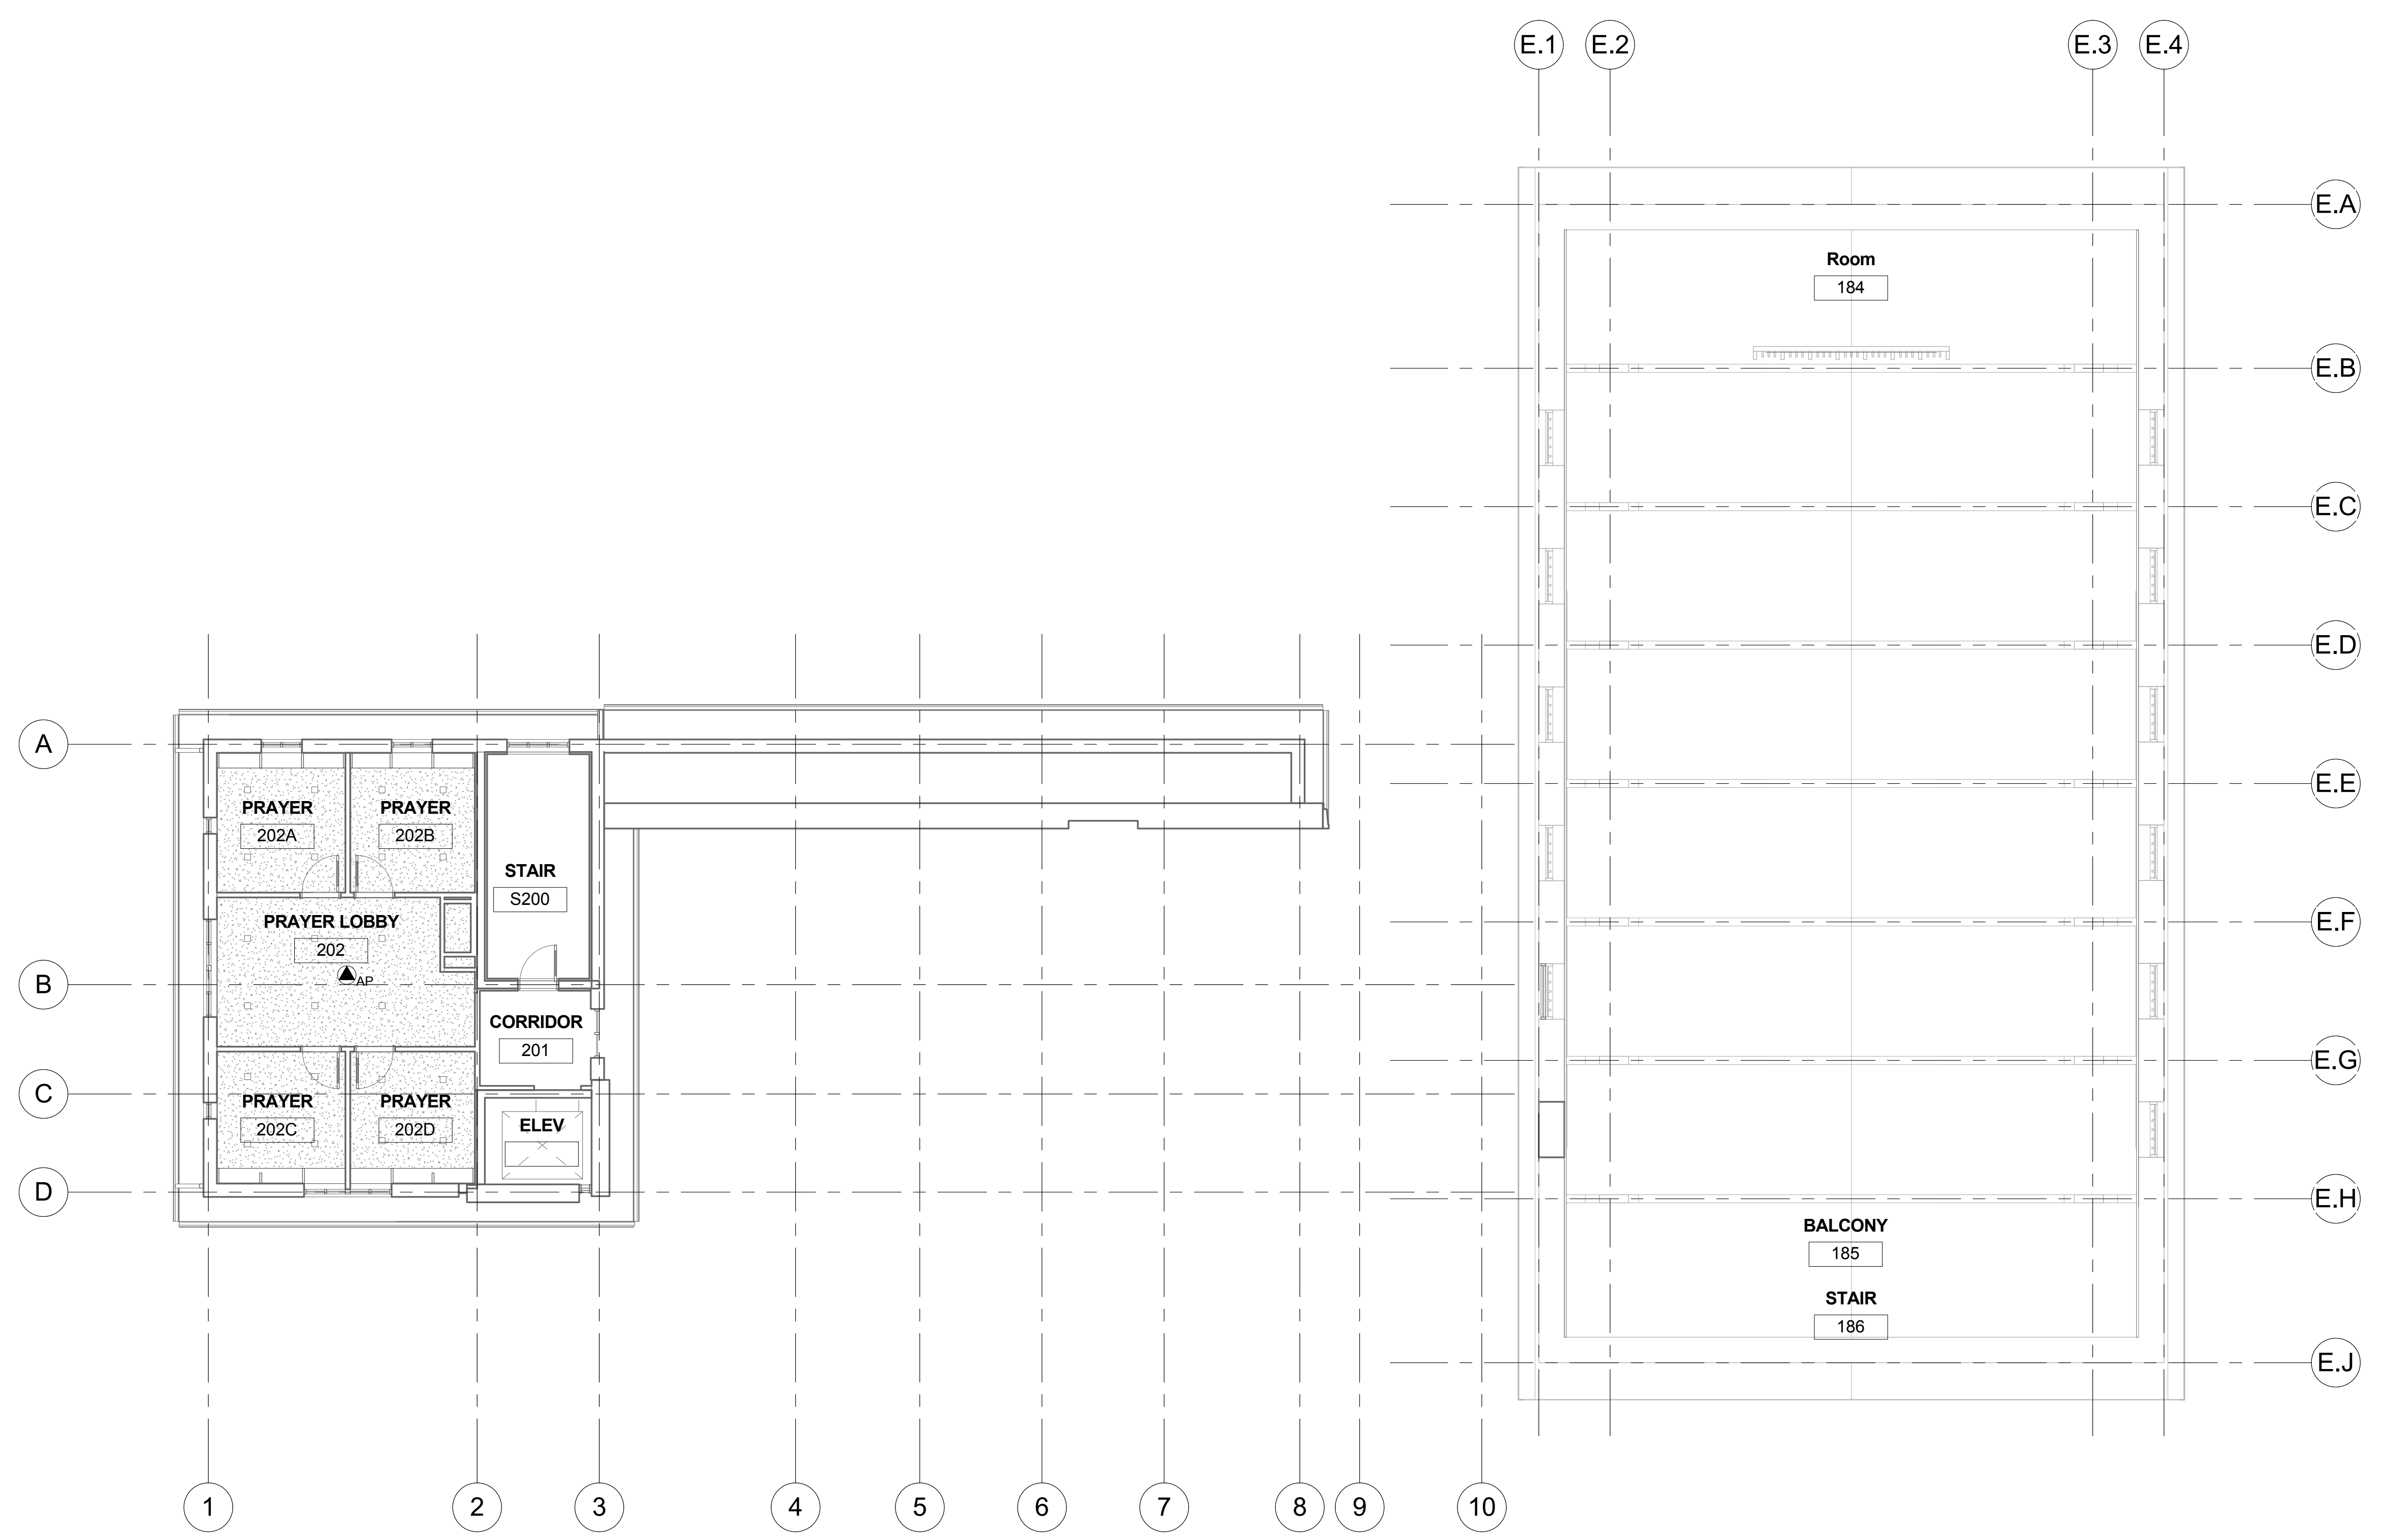 E.1 E.2 E.3 E.4
E.A
Room
184
E.B
E.C
E.D
A
E.E
PRAYER PRAYER
202A 202B
STAIR
S200
PRAYER LOBBY
202
AP
E.F
B
CORRIDOR
201
E.G
C
PRAYER PRAYER
202C 202D
ELEV
D
E.H
BALCONY
185
STAIR
186
E.J
1 2 3 4 5 6 7 8 9 10